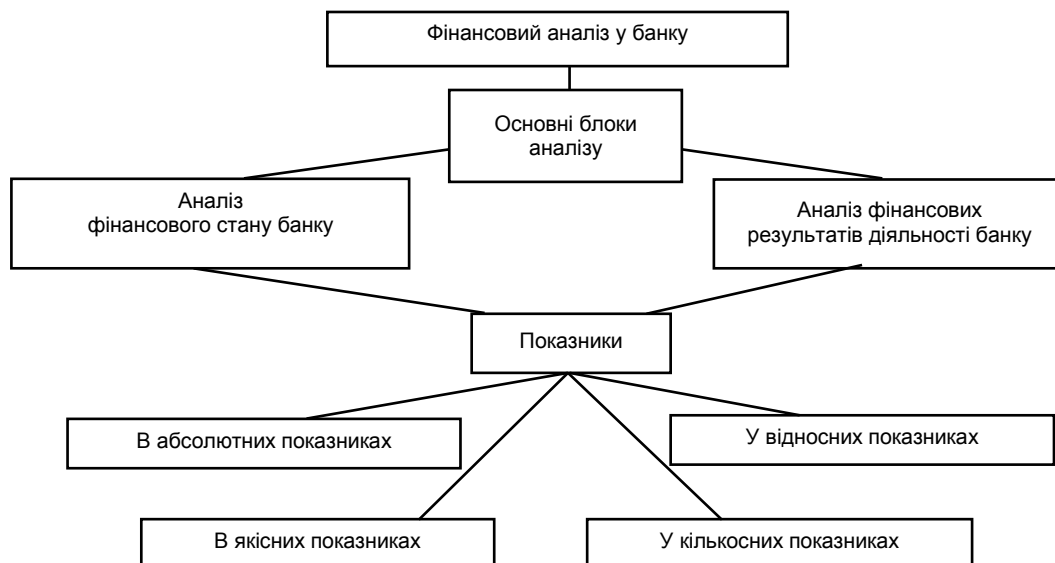 Фінансовий аналіз у банку
Основні блоки
аналізу
Аналіз
фінансового стану банку
Аналіз фінансових
результатів діяльності банку
Показники
В абсолютних показниках
У відносних показниках
В якісних показниках
У кількосних показниках